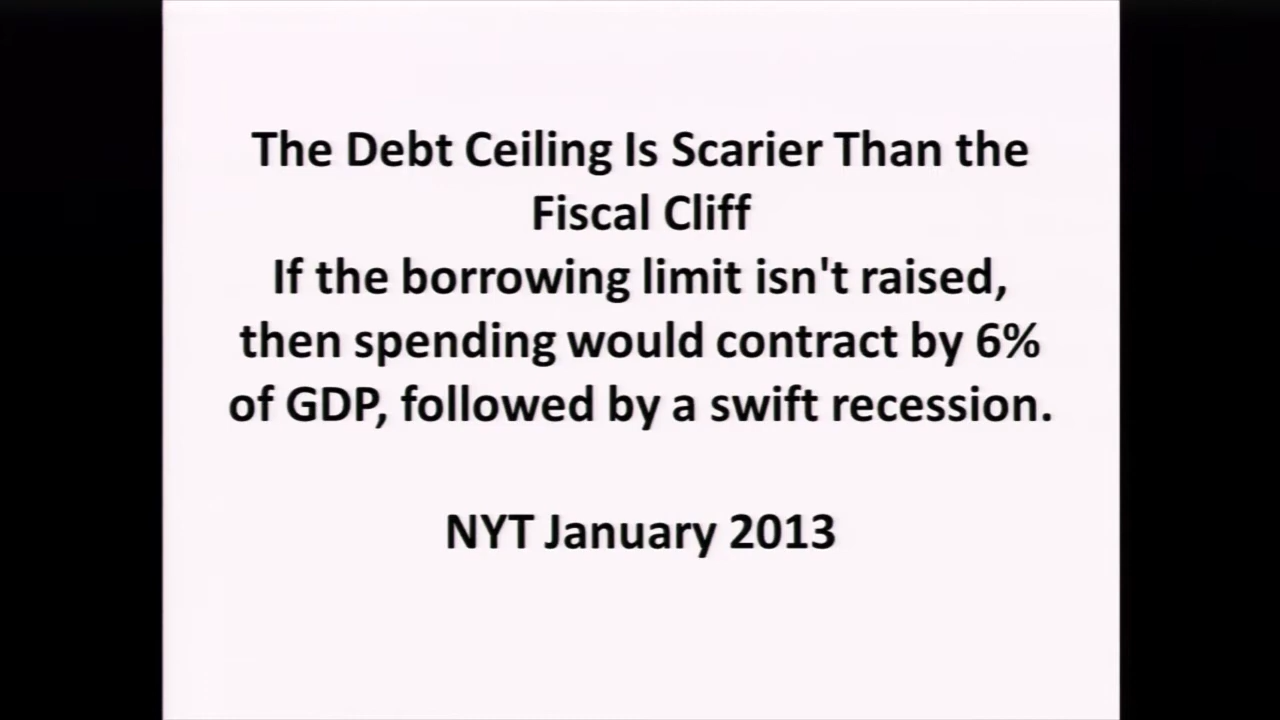 The Debt Ceiling Is Scarier Than the
Fiscal Cliff
If the borrowing limit isn't raised,
then spending would contract by 6%
of GDP, followed by a swift recession.
NYT January 2013